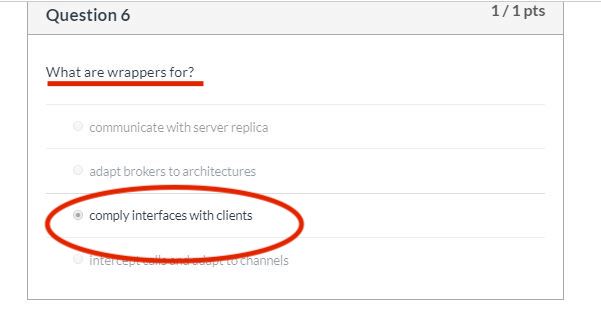 Question 6
1 / 1 pts
What are wrappers for?
communicate with server replica
adapt brokers to architectures
comply interfaces with clients
intercept calls and adapt to channels